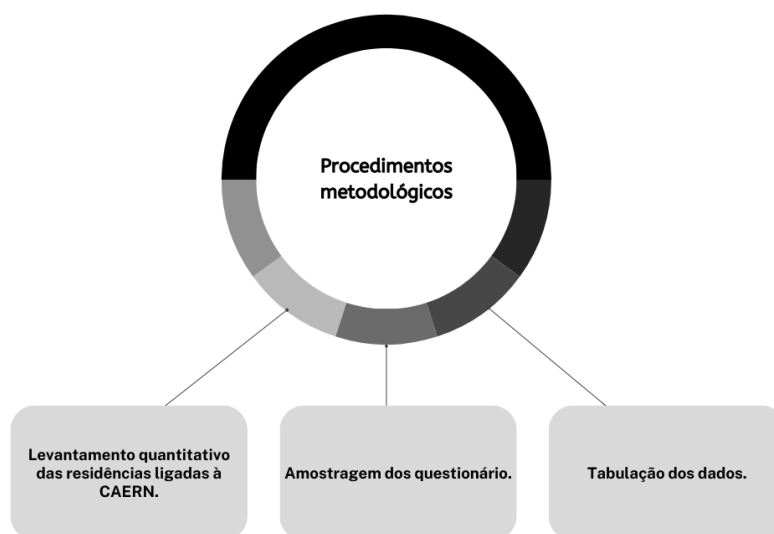 Procedimentos
metodológicos
Levantamento quantitativo
das residências ligadas à
CAERN.
Amostragem dos questionário.
Tabulação dos dados.